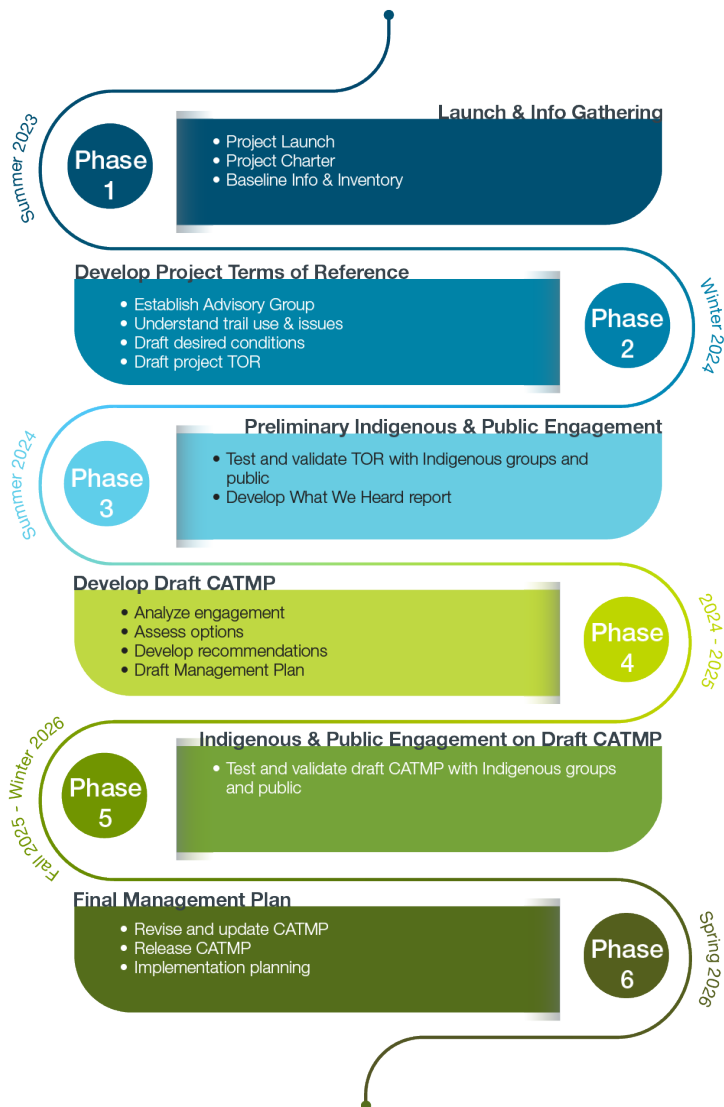 Launch & Info Gathering
Summer 2023
Phase
1
• Project Launch
• Project Charter
• Baseline Info & Inventory
Develop Project Terms of Reference
• Establish Advisory Group
• Understand trail use & issues
• Draft desired conditions
• Draft project TOR
Phase
2
Winter 2024
Preliminary Indigenous & Public Engagement
Summer 2024
Phase
3
• Test and validate TOR with Indigenous groups and
public
• Develop What We Heard report
Develop Draft CATMP
• Analyze engagement
• Assess options
• Develop recommendations
• Draft Management Plan
Phase
4
2024 - 2025
Indigenous & Public Engagement on Draft CATMP
Fall 2025 - Winter 2026
Phase
5
• Test and validate draft CATMP with Indigenous groups
and public
Final Management Plan
• Revise and update CATMP
• Release CATMP
• Implementation planning
Phase
6
Spring 2026